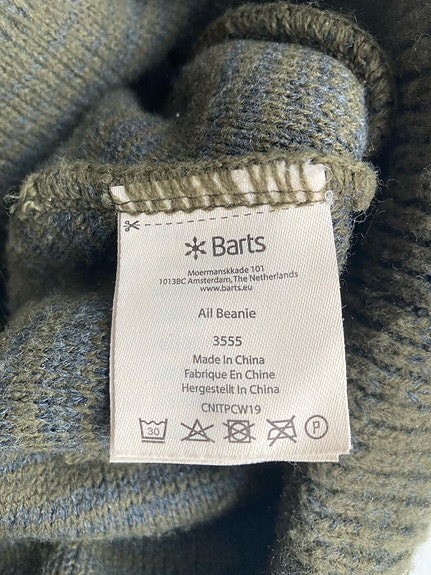 Barts
Moermanskkade 101
1013BC Amsterdam, The Netherlands
www.barts.eu
Ail Beanie
3555
Made In China
Fabrique En Chine
Hergestellt In China
CNITPCW19
30
P